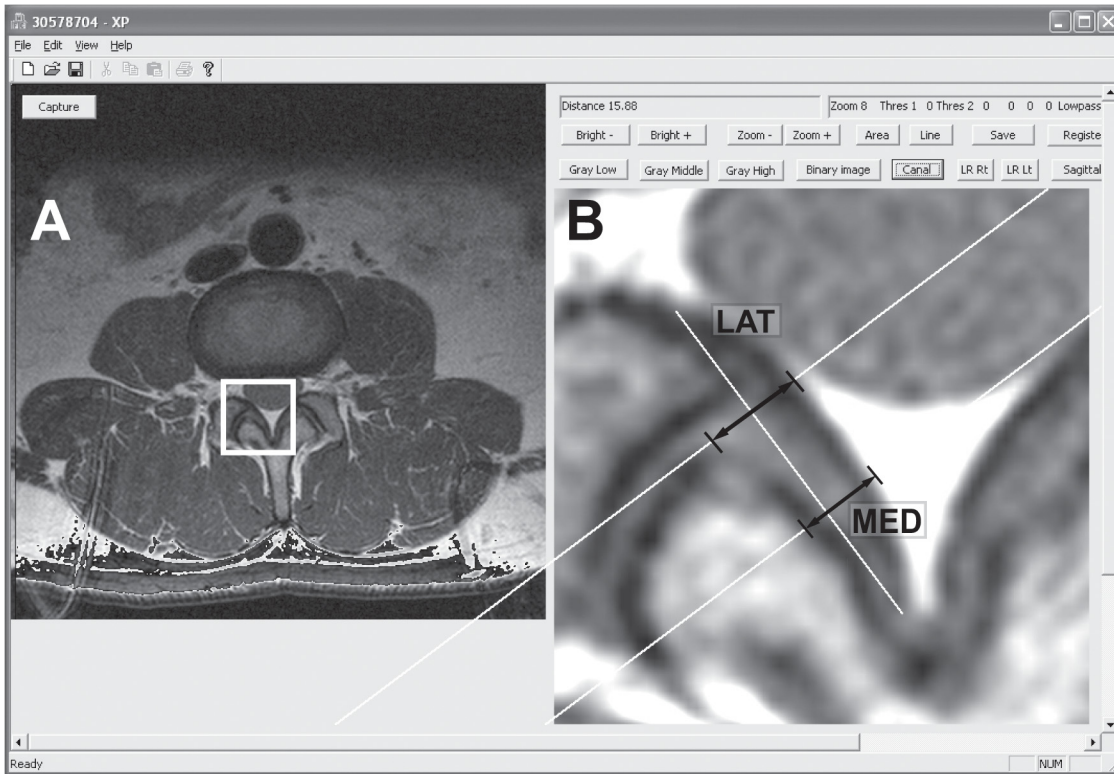 30578704 - XP
File Edit View Help
Capture
Distance 15.88
Zoom 8 Thres 1 0 Thres 2 0 0 0 0 Lowpass
Bright - Bright + Zoom - Zoom + Area Line Save Registe
Gray Low Gray Middle Gray High Binary image Canal LR Rt LR Lt Sagittal
A
B
LAT
MED
Ready
NUM